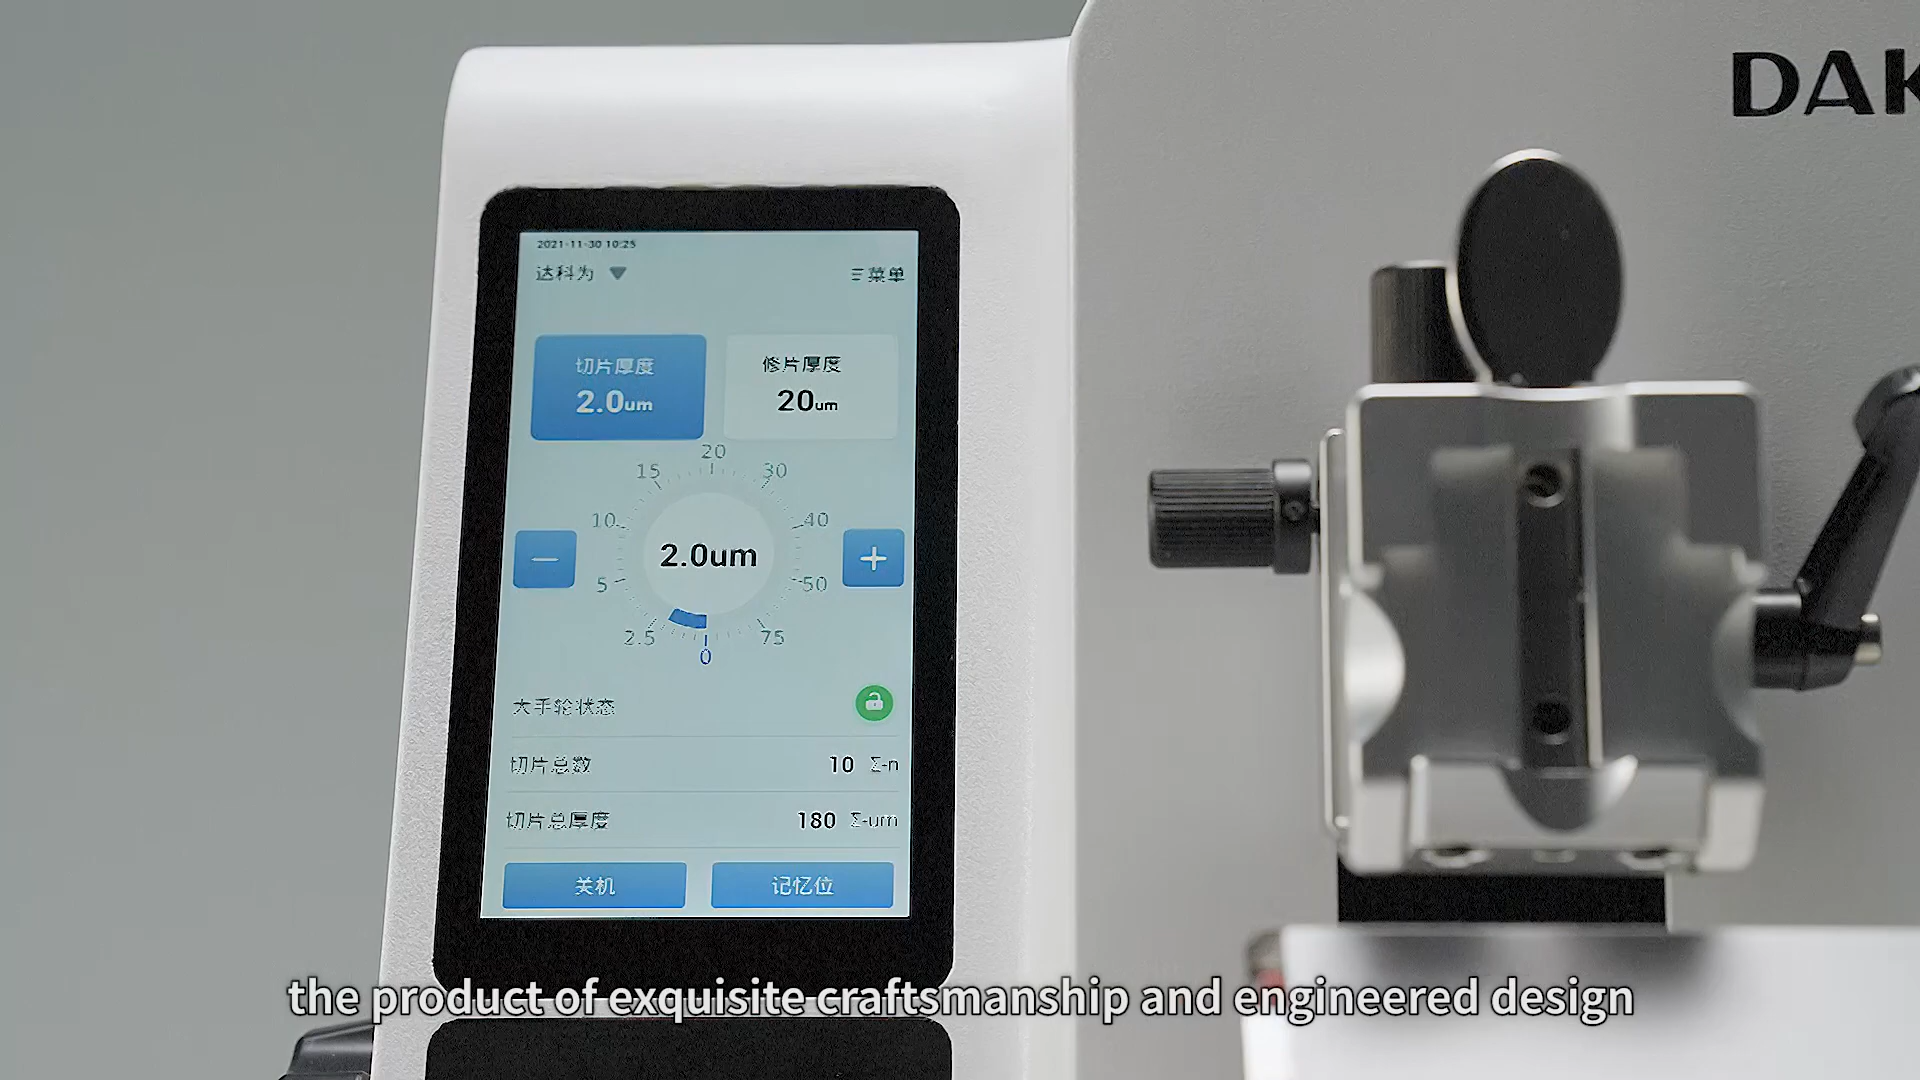 DAK
2021-11-30 10:25
达科为
菜单
切片厚度
2.0um
修片厚度
20um
20
15
30
10
40
2.0um
5
50
2.5
75
0
大手轮状态
切片总数 10 Σ-n
切片总厚度 180 Σ-um
关机
记忆位
the product of exquisite craftsmanship and engineered design